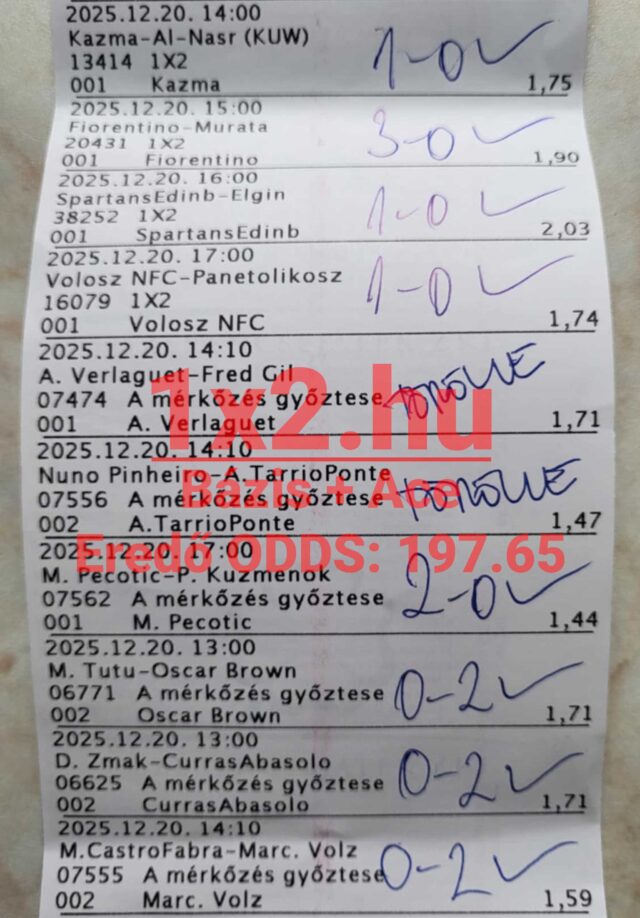 2025.12.20. 14:00
Kazma-Al-Nasr (KUW)
13414 1X2
1-0
001 Kazma 1,75
2025.12.20. 15:00
Fiorentino-Murata
20431 1X2
3-0
001 Fiorentino 1,90
2025.12.20. 16:00
SpartansEdinb-Elgin
38252 1X2
1-0
001 SpartansEdinb 2,03
2025.12.20. 17:00
Volosz NFC-Panetolikosz
16079 1X2
1-0
001 Volosz NFC 1,74
2025.12.20. 14:10
A. Verlaguet-Fred Gil
07474 A mérkőzés győztese TÖRÖLVE
001 A. Verlaguet 1,71
1x2.hu
2025.12.20. 14:10
Nuno Pinheiro-A.TarrioPonte
07556 A mérkőzés győztese TÖRÖLVE
Bázis + Ace
002 A.TarrioPonte 1,47
2025.12.20. 17:00
Eredő ODDS: 197.65
M. Pecotic-P. Kuzmenok
07562 A mérkőzés győztese 2-0
001 M. Pecotic 1,44
2025.12.20. 13:00
M. Tutu-Oscar Brown
06771 A mérkőzés győztese 0-2
002 Oscar Brown 1,71
2025.12.20. 13:00
D. Zmak-CurrasAbasolo
06625 A mérkőzés győztese 0-2
002 CurrasAbasolo 1,71
2025.12.20. 14:10
M.CastroFabra-Marc. Volz
07555 A mérkőzés győztese 0-2
002 Marc. Volz 1,59